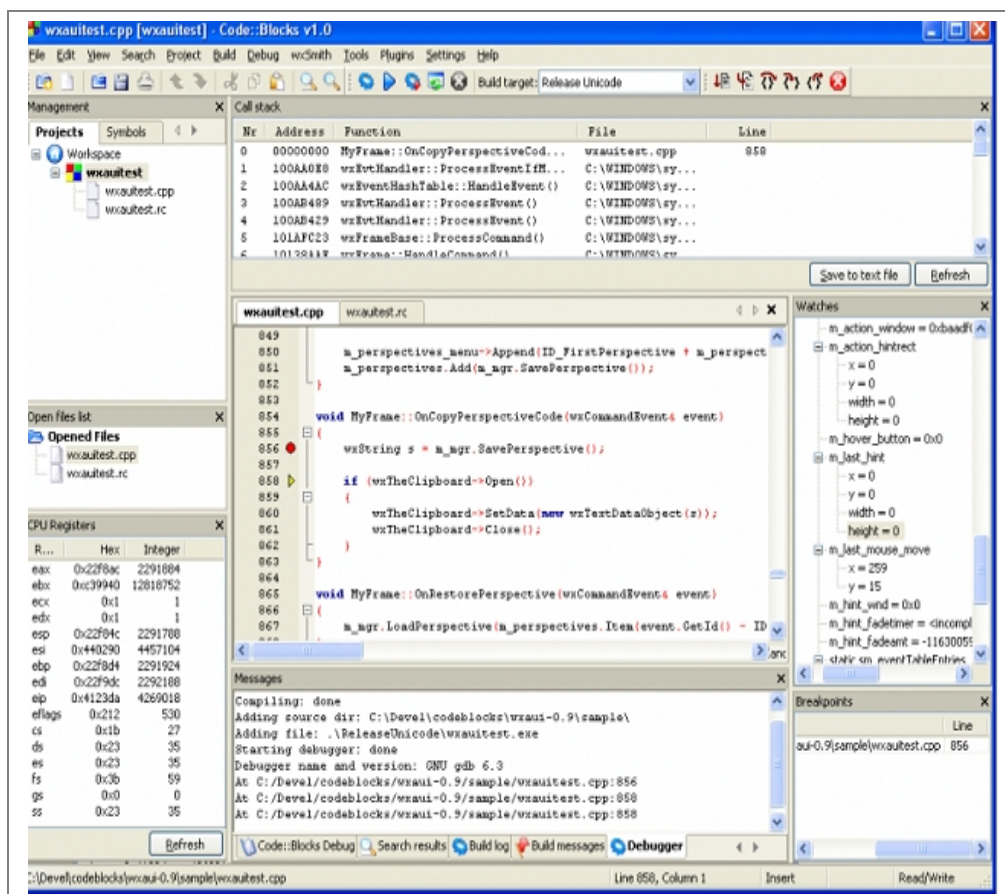 wxauitest.cpp [wxauitest] - Code::Blocks v1.0
File Edit View Search Project Build Debug wxSmith Tools Plugins Settings Help
Build target: Release Unicode
Management
Projects Symbols
Workspace
wxauitest
wxauitest.cpp
wxauitest.rc
Call stack
Nr Address Function File Line
0 00000000 MyFrame::OnCopyPerspectiveCod... wxauitest.cpp 858
1 100AA0E8 wxEvtHandler::ProcessEventIfM... C:\WINDOWS\sy...
2 100AA4AC wxEventHashTable::HandleEvent() C:\WINDOWS\sy...
3 100AB489 wxEvtHandler::ProcessEvent() C:\WINDOWS\sy...
4 100AB429 wxEvtHandler::ProcessEvent() C:\WINDOWS\sy...
5 101AFC23 wxFrameBase::ProcessCommand() C:\WINDOWS\sy...
6 wxFrame::HandleCommand() C:\WINDOWS\sy...
Save to text file Refresh
Open files list
Opened Files
wxauitest.cpp
wxauitest.rc
wxauitest.cpp wxauitest.rc
849
850 m_perspectives_menu->Append(ID_FirstPerspective + m_perspect
851 m_perspectives.Add(m_mgr.SavePerspective());
852 }
853
854 void MyFrame::OnCopyPerspectiveCode(wxCommandEvent& event)
855 {
856 wxString s = m_mgr.SavePerspective();
857
858 if (wxTheClipboard->Open())
859 {
860 wxTheClipboard->SetData(new wxTextDataObject(s));
861 wxTheClipboard->Close();
862 }
863 }
864
865 void MyFrame::OnRestorePerspective(wxCommandEvent& event)
866 {
867 m_mgr.LoadPerspective(m_perspectives.Item(event.GetId() - ID
Watches
m_action_window = 0xbaadf
m_action_hintrect
x = 0
y = 0
width = 0
height = 0
m_hover_button = 0x0
m_last_hint
x = 0
y = 0
width = 0
height = 0
m_last_mouse_move
x = 259
y = 15
m_hint_wnd = 0x0
m_hint_fadetimer = <incompl
m_hint_fadeamt = -11630055
static sm_eventTableEntries
CPU Registers
R... Hex Integer
eax 0x22f8ac 2291884
ebx 0xc39940 12818752
ecx 0x1 1
edx 0x1 1
esp 0x22f84c 2291788
esi 0x440290 4457104
ebp 0x22f8d4 2291924
edi 0x22f9dc 2292188
eip 0x4123da 4269018
eflags 0x212 530
cs 0x1b 27
ds 0x23 35
es 0x23 35
fs 0x3b 59
gs 0x0 0
ss 0x23 35
Refresh
Messages
Compiling: done
Adding source dir: C:\Devel\codeblocks\wxaui-0.9\sample\
Adding file: .\ReleaseUnicode\wxauitest.exe
Starting debugger: done
Debugger name and version: GNU gdb 6.3
At C:/Devel/codeblocks/wxaui-0.9/sample/wxauitest.cpp:856
At C:/Devel/codeblocks/wxaui-0.9/sample/wxauitest.cpp:858
At C:/Devel/codeblocks/wxaui-0.9/sample/wxauitest.cpp:858
Code::Blocks Debug Search results Build log Build messages Debugger
Breakpoints
Line
aui-0.9\sample\wxauitest.cpp 856
:\Devel\codeblocks\wxaui-0.9\sample\wxauitest.cpp Line 858, Column 1 Insert Read/Write